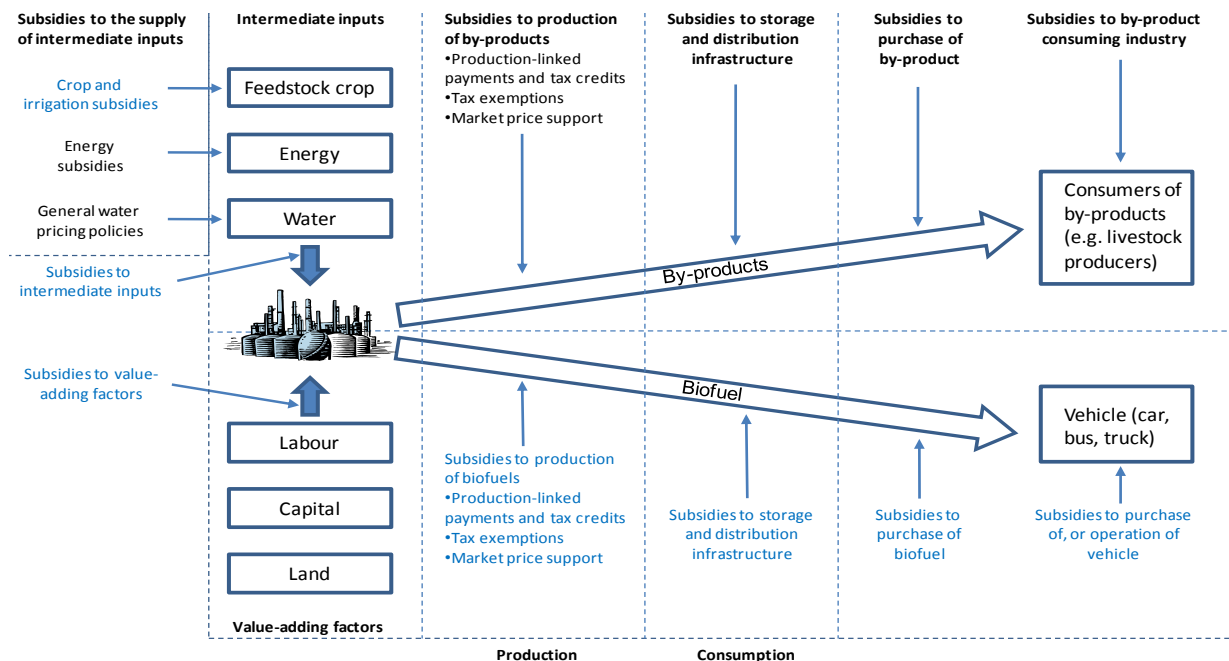 Subsidies to the supply
of intermediate inputs
Intermediate inputs
Subsidies to production
of by-products
•Production-linked
payments and tax credits
•Tax exemptions
•Market price support
Subsidies to storage
and distribution
infrastructure
Subsidies to
purchase of
by-product
Subsidies to by-product
consuming industry
Crop and
irrigation subsidies
Feedstock crop
Energy
subsidies
Energy
General water
pricing policies
Water
Subsidies to
intermediate inputs
By-products
Consumers of
by-products
(e.g. livestock
producers)
Subsidies to value-
adding factors
Biofuel
Vehicle (car,
bus, truck)
Labour
Capital
Land
Value-adding factors
Subsidies to production
of biofuels
•Production-linked
payments and tax credits
•Tax exemptions
•Market price support
Subsidies to storage
and distribution
infrastructure
Subsidies to
purchase of
biofuel
Subsidies to purchase
of, or operation of
vehicle
Production
Consumption